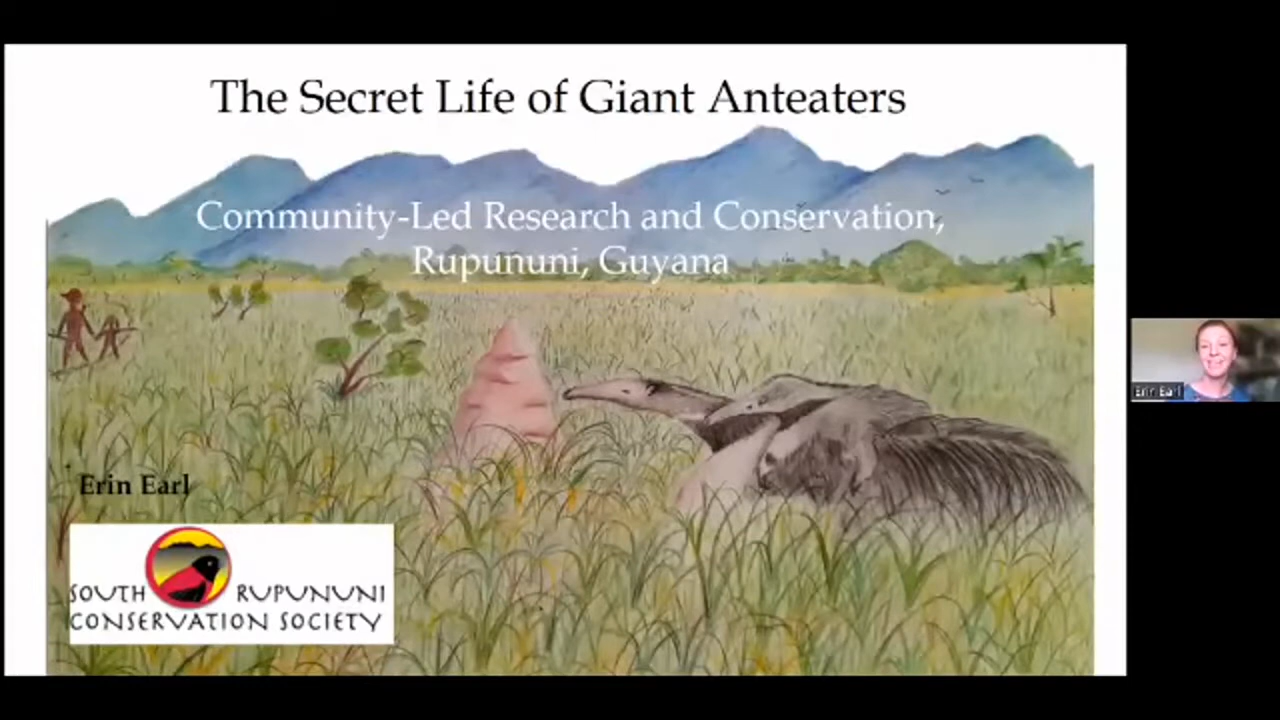 The Secret Life of Giant Anteaters
Community-Led Research and Conservation,
Rupununi, Guyana
Erin Earl
SOUTH RUPUNUNI
CONSERVATION SOCIETY
Erin Earl